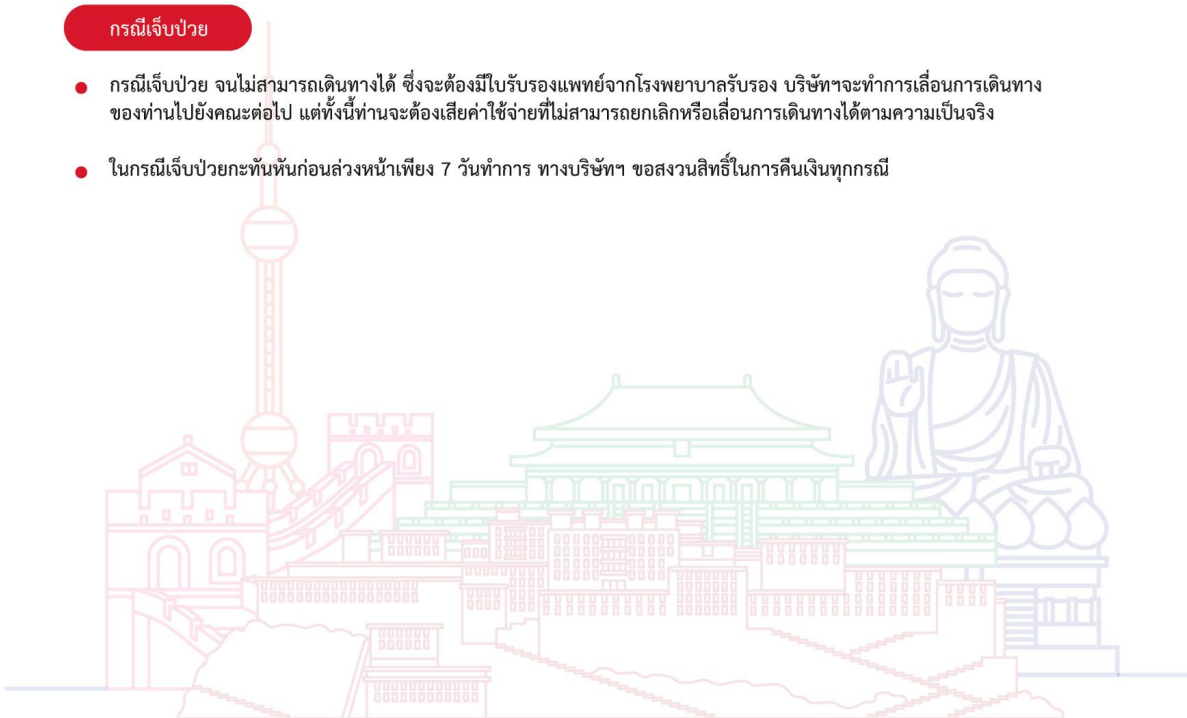 กรณีเจ็บป่วย
กรณีเจ็บป่วย จนไม่สามารถเดินทางได้ ซึ่งจะต้องมีใบรับรองแพทย์จากโรงพยาบาลรับรอง บริษัทฯจะทำการเลื่อนการเดินทาง
ของท่านไปยังคณะต่อไป แต่ทั้งนี้ท่านจะต้องเสียค่าใช้จ่ายที่ไม่สามารถยกเลิกหรือเลื่อนการเดินทางได้ตามความเป็นจริง
ในกรณีเจ็บป่วยกะทันหันก่อนล่วงหน้าเพียง 7 วันทำการ ทางบริษัทฯ ขอสงวนสิทธิ์ในการคืนเงินทุกกรณี